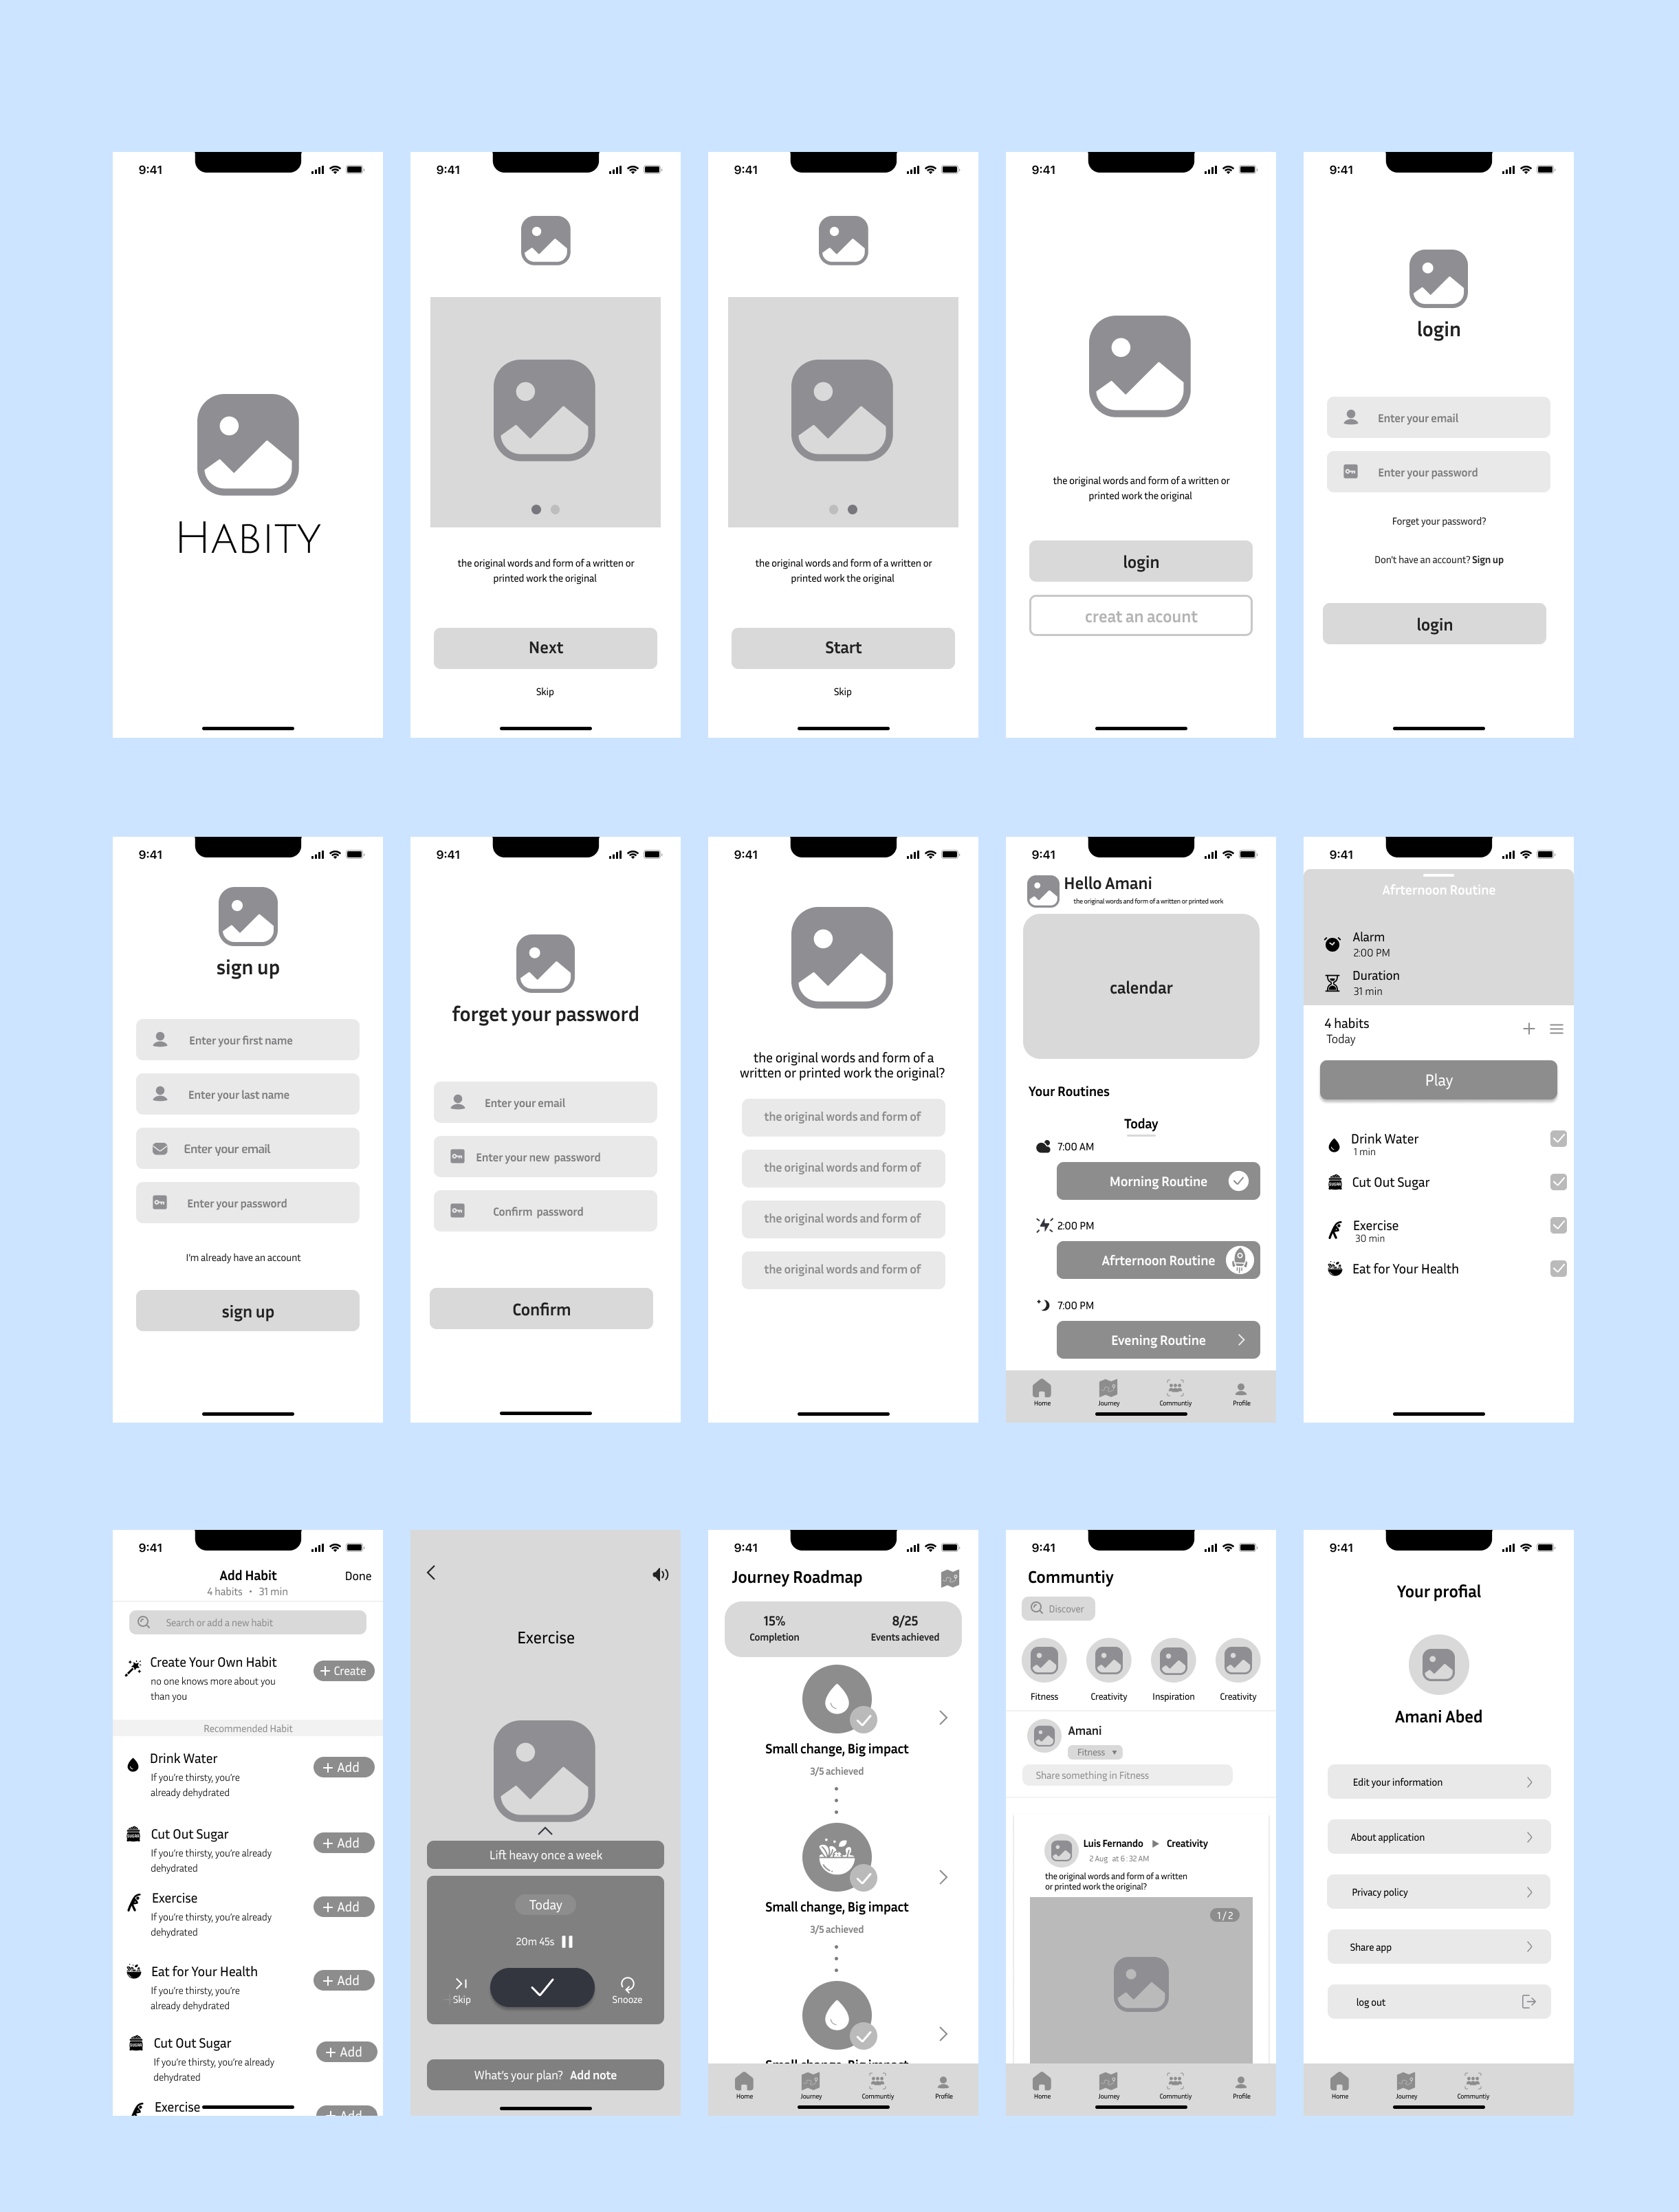 9:41
HABITY
9:41
the original words and form of a written or
printed work the original
Next
Skip
9:41
the original words and form of a written or
printed work the original
Start
Skip
9:41
the original words and form of a written or
printed work the original
login
creat an acount
9:41
login
Enter your email
Enter your password
Forget your password?
Don't have an account? Sign up
login
9:41
sign up
Enter your first name
Enter your last name
Enter your email
Enter your password
I'm already have an account
sign up
9:41
forget your password
Enter your email
Enter your new password
Confirm password
Confirm
9:41
the original words and form of a
written or printed work the original?
the original words and form of
the original words and form of
the original words and form of
the original words and form of
9:41
Hello Amani
the original words and form of a written or printed work
calendar
Your Routines
Today
7:00 AM
Morning Routine
2:00 PM
Afrternoon Routine
7:00 PM
Evening Routine
Home
Journey
Communtiy
Profile
9:41
Afrternoon Routine
Alarm
2:00 PM
Duration
31 min
4 habits
Today
Play
Drink Water
1 min
Cut Out Sugar
Exercise
30 min
Eat for Your Health
9:41
Add Habit
Done
4 habits • 31 min
Search or add a new habit
Create Your Own Habit
no one knows more about you
than you
+ Create
Recommended Habit
Drink Water
If you're thirsty, you're
already dehydrated
+ Add
Cut Out Sugar
If you're thirsty, you're already
dehydrated
+ Add
Exercise
If you're thirsty, you're already
dehydrated
+ Add
Eat for Your Health
If you're thirsty, you're
already dehydrated
+ Add
Cut Out Sugar
If you're thirsty, you're already
dehydrated
+ Add
Exercise
+ Add
Exercise
Lift heavy once a week
Today
20m 45s
Skip
Snooze
What's your plan? Add note
9:41
Journey Roadmap
15%
Completion
8/25
Events achieved
Small change, Big impact
3/5 achieved
Small change, Big impact
3/5 achieved
Small change, Big impact
Home
Journey
Communtiy
Profile
9:41
Communtiy
Discover
Fitness
Creativity
Inspiration
Creativity
Amani
Fitness
Share something in Fitness
Luis Fernando ▶ Creativity
2 Aug at 6 : 32 AM
the original words and form of a written
or printed work the original?
1 / 2
Home
Journey
Communtiy
Profile
9:41
Your profial
Amani Abed
Edit your information
About application
Privacy policy
Share app
log out
Home
Journey
Communtiy